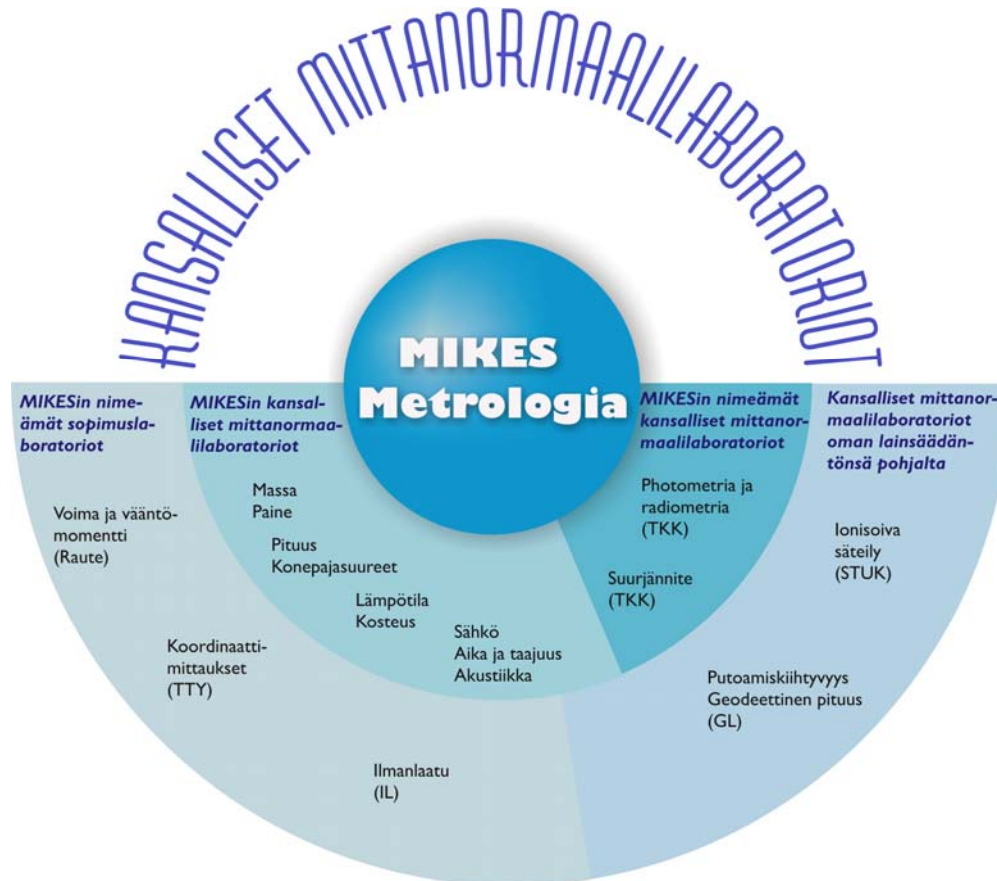 KANSALLISET MITTANORMAALILABORATORIOT
MIKES
Metrologia
MIKESin nime-
ämät sopimusla-
boratoriot
Voima ja vääntö-
momentti
(Raute)
Koordinaatti-
mittaukset
(TTY)
Ilmanlaatu
(IL)
MIKESin kansal-
liset mittanormaa-
lilaboratoriot
Massa
Paine
Pituus
Konepajasuureet
Lämpötila
Kosteus
Sähkö
Aika ja taajuus
Akustiikka
MIKESin nimeämät
kansalliset mittanor-
maalilaboratoriot
Photometria ja
radiometria
(TKK)
Suurjännite
(TKK)
Kansalliset mittanor-
maalilaboratoriot
oman lainsäädän-
tönsä pohjalta
Ionisoiva
säteily
(STUK)
Putoamiskiihtyvyys
Geodeettinen pituus
(GL)